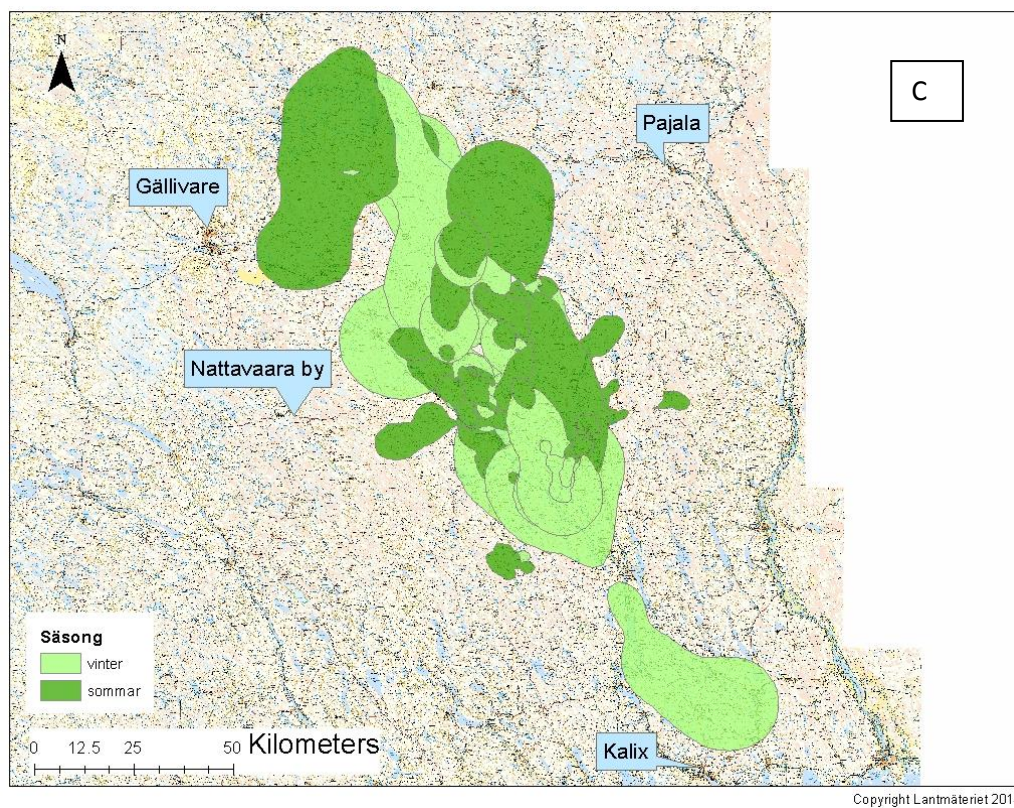 N
C
Pajala
Gällivare
Nattavaara by
Säsong
vinter
sommar
0 12.5 25 50 Kilometers
Kalix
Copyright Lantmäteriet 201